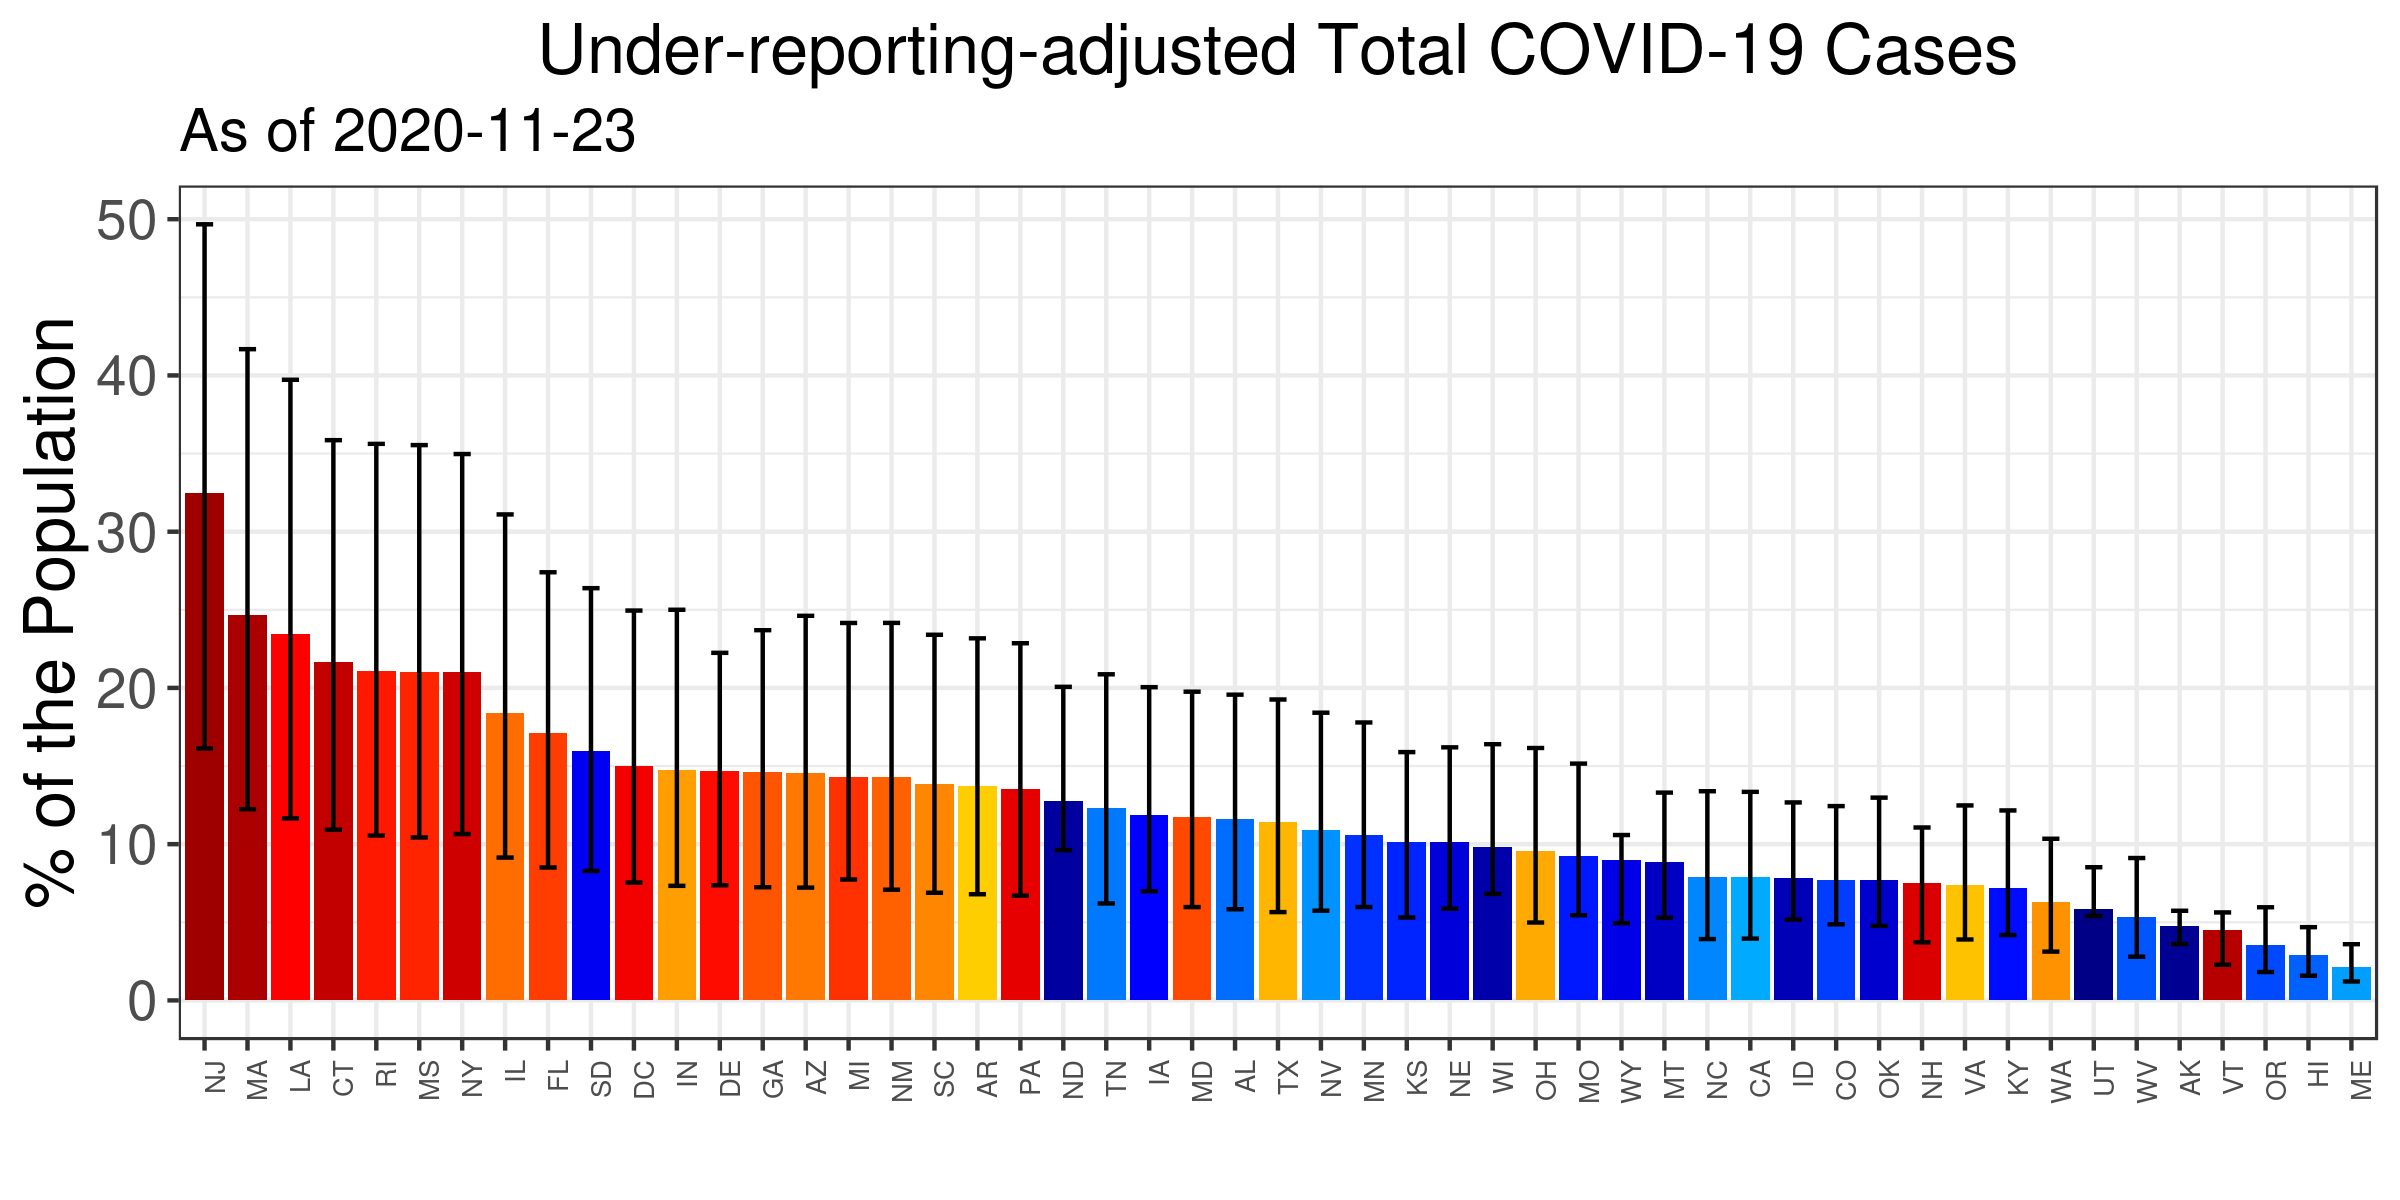 Under-reporting-adjusted Total COVID-19 Cases
As of 2020-11-23
% of the Population
50
40
30
20
10
0
NJ MA LA CT RI MS NY IL FL SD DC IN DE GA AZ MI NM SC AR PA ND TN IA MD AL TX NV MN KS NE WI OH MO WY MT NC CA ID CO OK NH VA KY WA UT WV AK VT OR HI ME